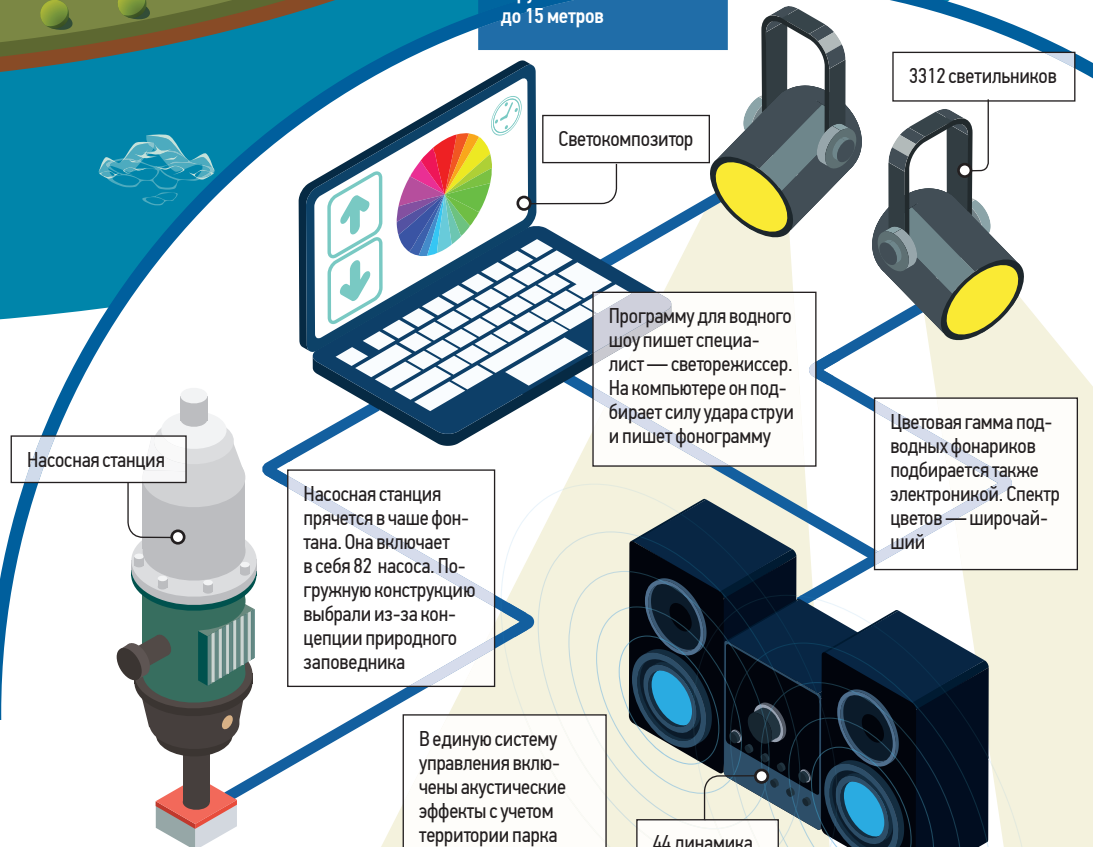 до 15 метров
3312 светильников
Светокомпозитор
Программу для водного
шоу пишет специа-
лист — светорежиссер.
На компьютере он под-
бирает силу удара струи
и пишет фонограмму
Цветовая гамма под-
водных фонариков
подбирается также
электроникой. Спектр
цветов — широчай-
ший
Насосная станция
Насосная станция
прячется в чаше фон-
тана. Она включает
в себя 82 насоса. По-
гружную конструкцию
выбрали из-за кон-
цепции природного
заповедника
В единую систему
управления вклю-
чены акустические
эффекты с учетом
территории парка
44 динамика